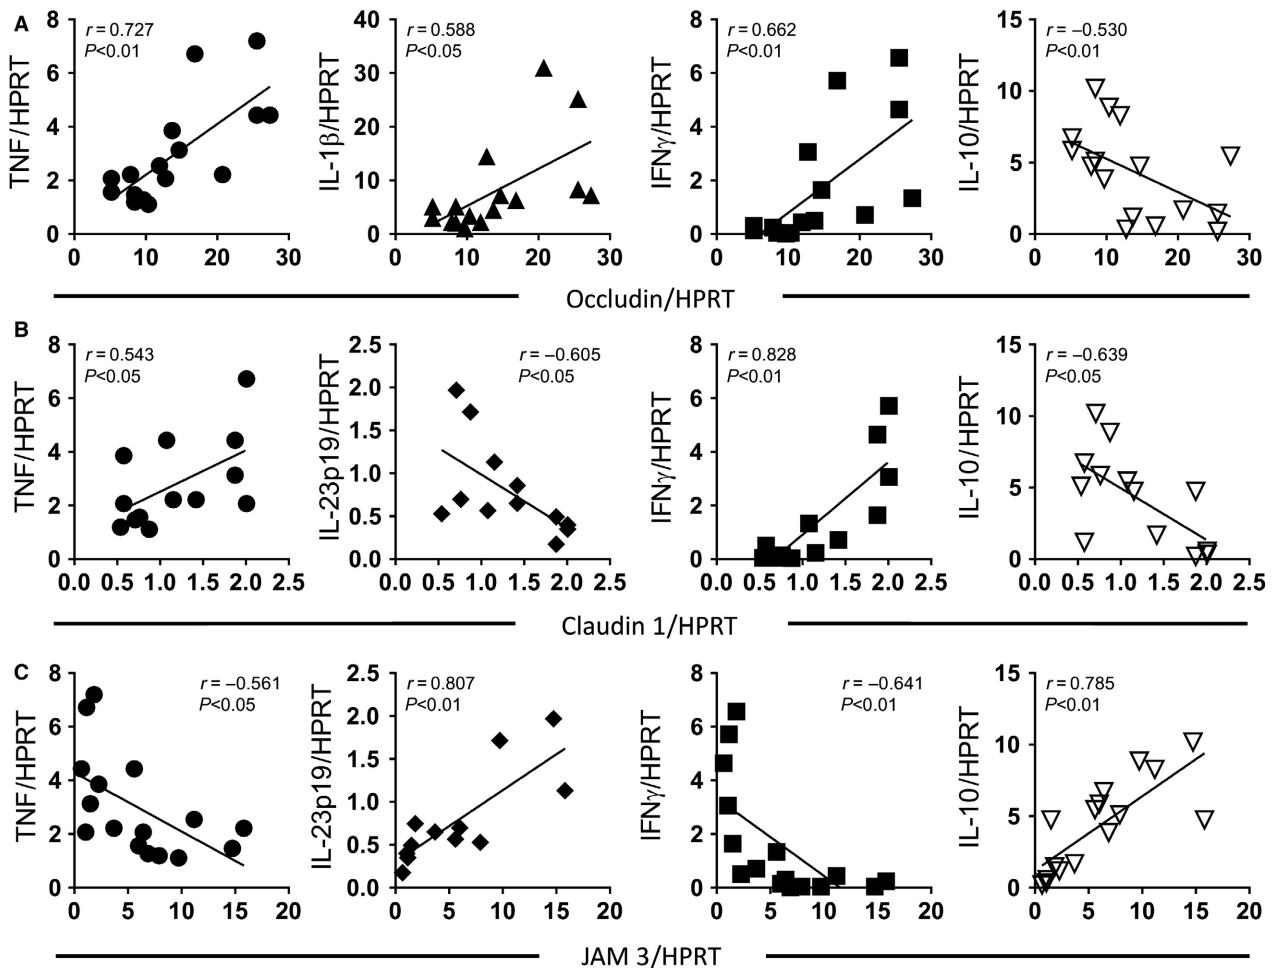 A
TNF/HPRT
r = 0.727
P<0.01
8
6
4
2
0
0 10 20 30
IL-1β/HPRT
r = 0.588
P<0.05
40
30
20
10
0
0 10 20 30
IFNγ/HPRT
r = 0.662
P<0.01
8
6
4
2
0
0 10 20 30
IL-10/HPRT
r = –0.530
P<0.01
15
10
5
0
0 10 20 30
Occludin/HPRT
B
TNF/HPRT
r = 0.543
P<0.05
8
6
4
2
0
0.0 0.5 1.0 1.5 2.0 2.5
IL-23p19/HPRT
r = –0.605
P<0.05
2.5
2.0
1.5
1.0
0.5
0.0
0.0 0.5 1.0 1.5 2.0 2.5
IFNγ/HPRT
r = 0.828
P<0.01
8
6
4
2
0
0.0 0.5 1.0 1.5 2.0 2.5
IL-10/HPRT
r = –0.639
P<0.05
15
10
5
0
0.0 0.5 1.0 1.5 2.0 2.5
Claudin 1/HPRT
C
TNF/HPRT
r = –0.561
P<0.05
8
6
4
2
0
0 5 10 15 20
IL-23p19/HPRT
r = 0.807
P<0.01
2.5
2.0
1.5
1.0
0.5
0.0
0 5 10 15 20
IFNγ/HPRT
r = –0.641
P<0.01
8
6
4
2
0
0 5 10 15 20
IL-10/HPRT
r = 0.785
P<0.01
15
10
5
0
0 5 10 15 20
JAM 3/HPRT